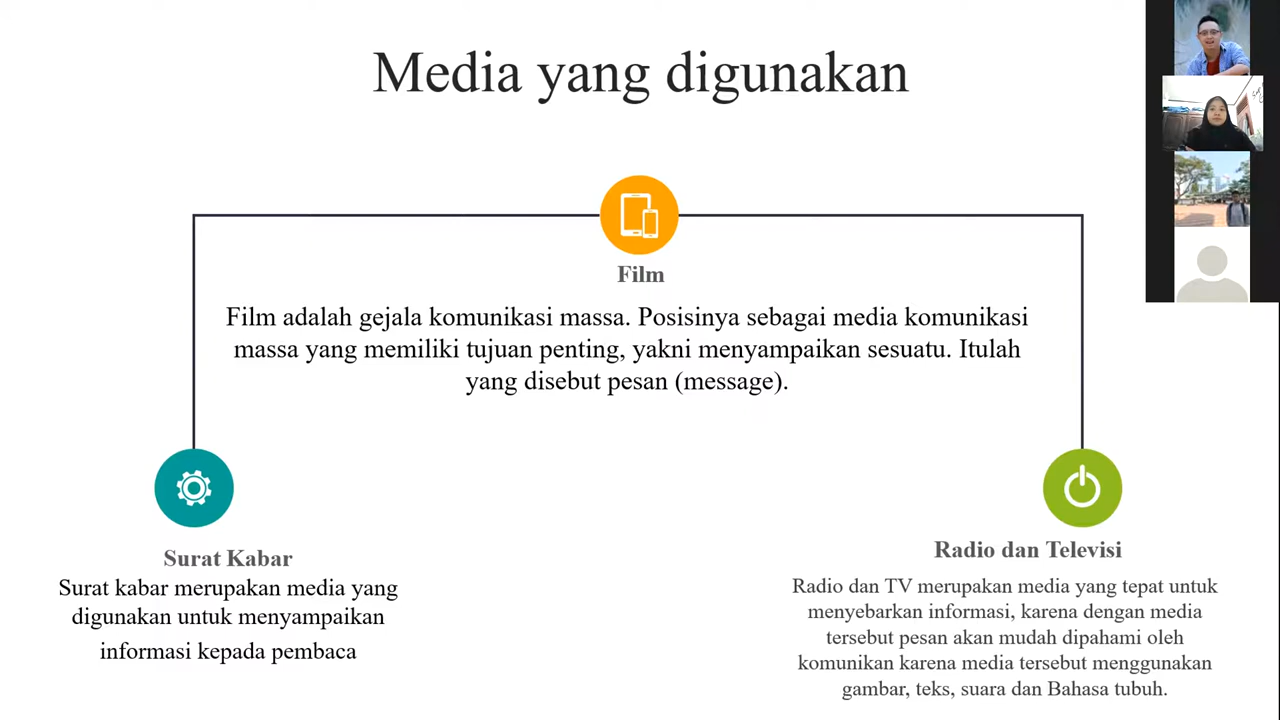 Media yang digunakan
Film
Film adalah gejala komunikasi massa. Posisinya sebagai media komunikasi
massa yang memiliki tujuan penting, yakni menyampaikan sesuatu. Itulah
yang disebut pesan (message).
Surat Kabar
Surat kabar merupakan media yang
digunakan untuk menyampaikan
informasi kepada pembaca
Radio dan Televisi
Radio dan TV merupakan media yang tepat untuk
menyebarkan informasi, karena dengan media
tersebut pesan akan mudah dipahami oleh
komunikan karena media tersebut menggunakan
gambar, teks, suara dan Bahasa tubuh.